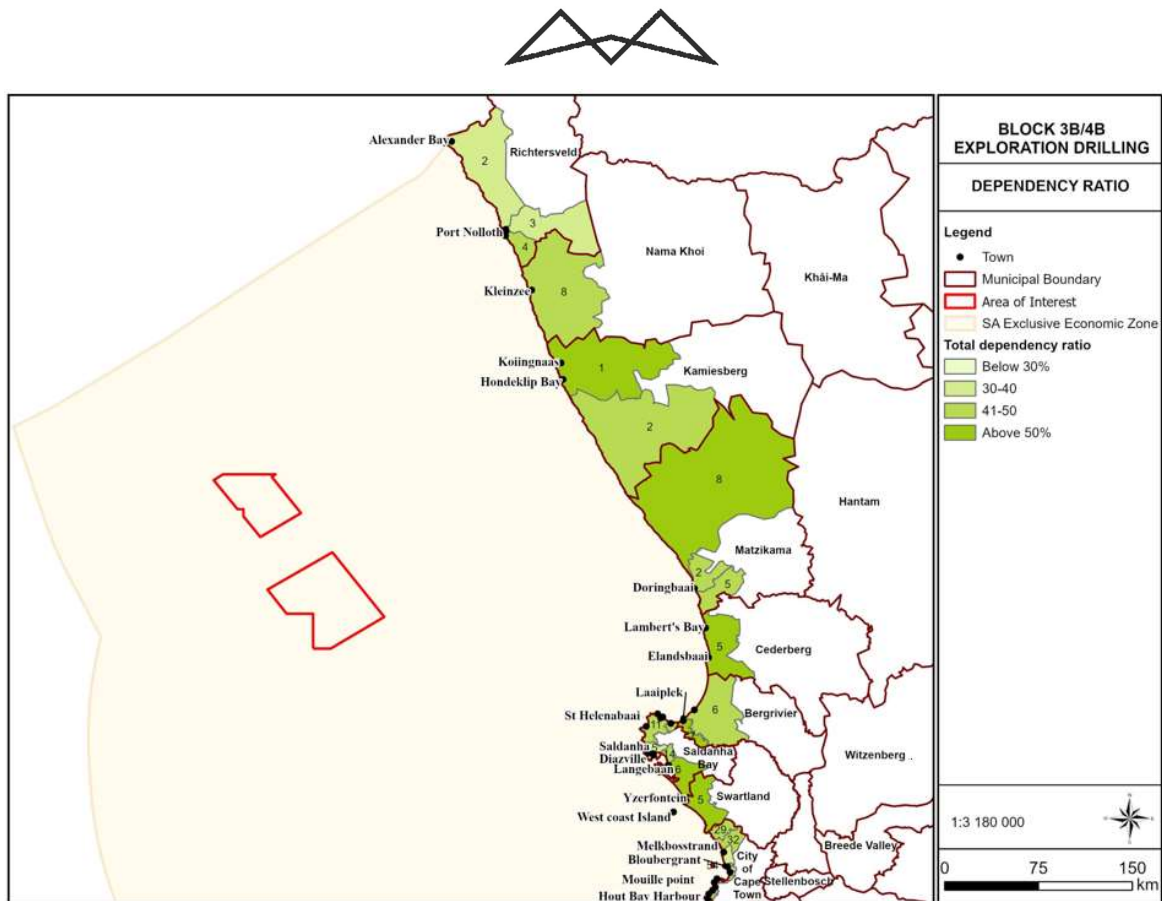 Alexander Bay
2
Richtersveld
3
Port Nolloth
4
Nama Khoi
Khâi-Ma
Kleinzee
8
Koiingnaas
1
Kamiesberg
Hondeklip Bay
2
8
Hantam
Matzikama
2
5
Doringbaai
Lambert's Bay
5
Cederberg
Elandsbaai
Laaiplek
6
Bergrivier
St Helenabaai
11
Witzenberg
Saldanha
Saldanha
Bay
Diazville
4
Langebaan
6
Yzerfontein
5
Swartland
West coast Island
29
32
Melkbosstrand
Breede Valley
Bloubergrant
City
of
Cape
Town
Mouille point
Stellenbosch
Hout Bay Harbour
BLOCK 3B/4B
EXPLORATION DRILLING
DEPENDENCY RATIO
Legend
Town
Municipal Boundary
Area of Interest
SA Exclusive Economic Zone
Total dependency ratio
Below 30%
30-40
41-50
Above 50%
1:3 180 000
0 75 150
km